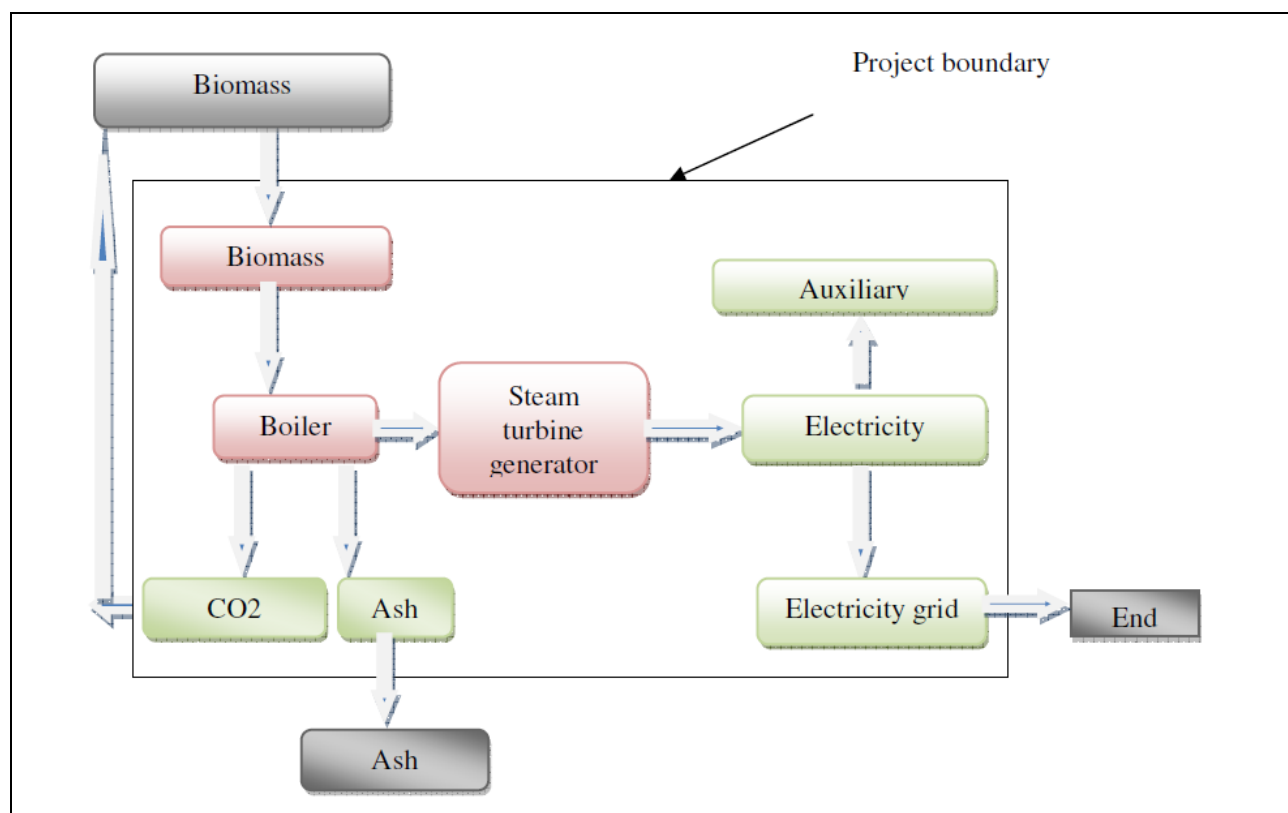 Project boundary
Biomass
Biomass
Auxiliary
Boiler
Steam
turbine
generator
Electricity
CO2
Ash
Electricity grid
End
Ash